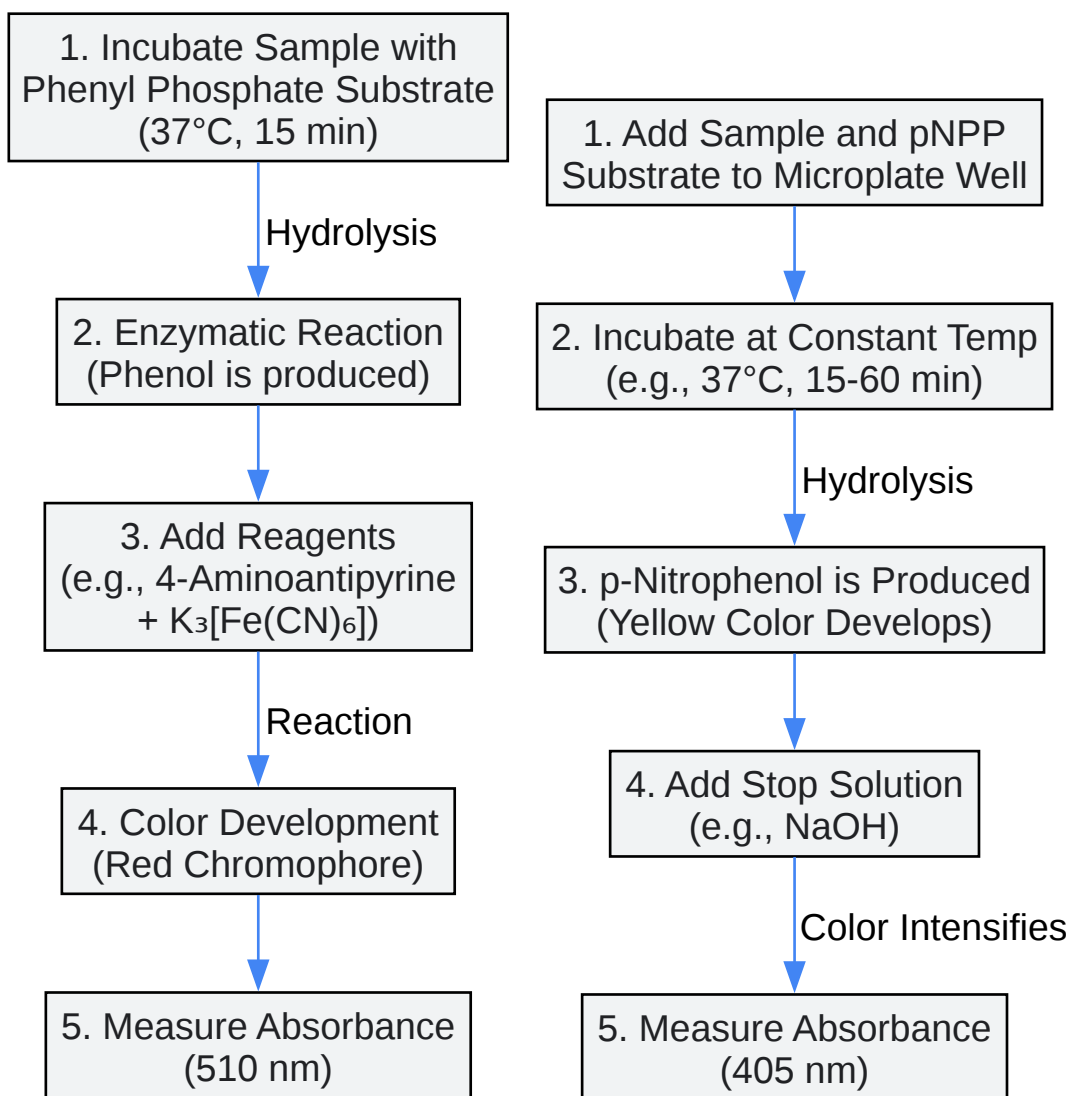 1. Incubate Sample with
Phenyl Phosphate Substrate
(37°C, 15 min)
Hydrolysis
2. Enzymatic Reaction
(Phenol is produced)
3. Add Reagents
(e.g., 4-Aminoantipyrine
+ K₃[Fe(CN)₆])
Reaction
4. Color Development
(Red Chromophore)
5. Measure Absorbance
(510 nm)
1. Add Sample and pNPP
Substrate to Microplate Well
2. Incubate at Constant Temp
(e.g., 37°C, 15-60 min)
Hydrolysis
3. p-Nitrophenol is Produced
(Yellow Color Develops)
4. Add Stop Solution
(e.g., NaOH)
Color Intensifies
5. Measure Absorbance
(405 nm)